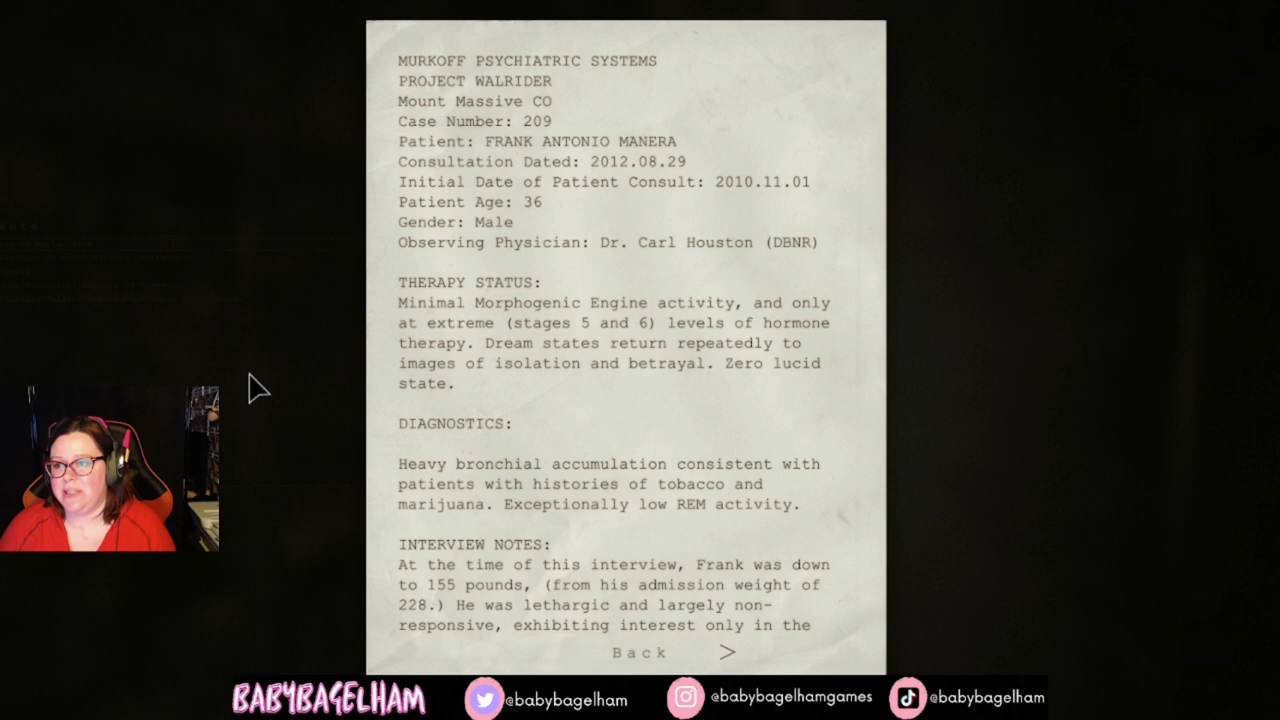 MURKOFF PSYCHIATRIC SYSTEMS
PROJECT WALRIDER
Mount Massive CO
Case Number: 209
Patient: FRANK ANTONIO MANERA
Consultation Dated: 2012.08.29
Initial Date of Patient Consult: 2010.11.01
Patient Age: 36
Gender: Male
Observing Physician: Dr. Carl Houston (DBNR)
THERAPY STATUS:
Minimal Morphogenic Engine activity, and only
at extreme (stages 5 and 6) levels of hormone
therapy. Dream states return repeatedly to
images of isolation and betrayal. Zero lucid
state.
DIAGNOSTICS:
Heavy bronchial accumulation consistent with
patients with histories of tobacco and
marijuana. Exceptionally low REM activity.
INTERVIEW NOTES:
At the time of this interview, Frank was down
to 155 pounds, (from his admission weight of
228.) He was lethargic and largely non-
responsive, exhibiting interest only in the
Back >
BABYBAGELHAM @babybagelham @babybagelhamgames @babybagelham